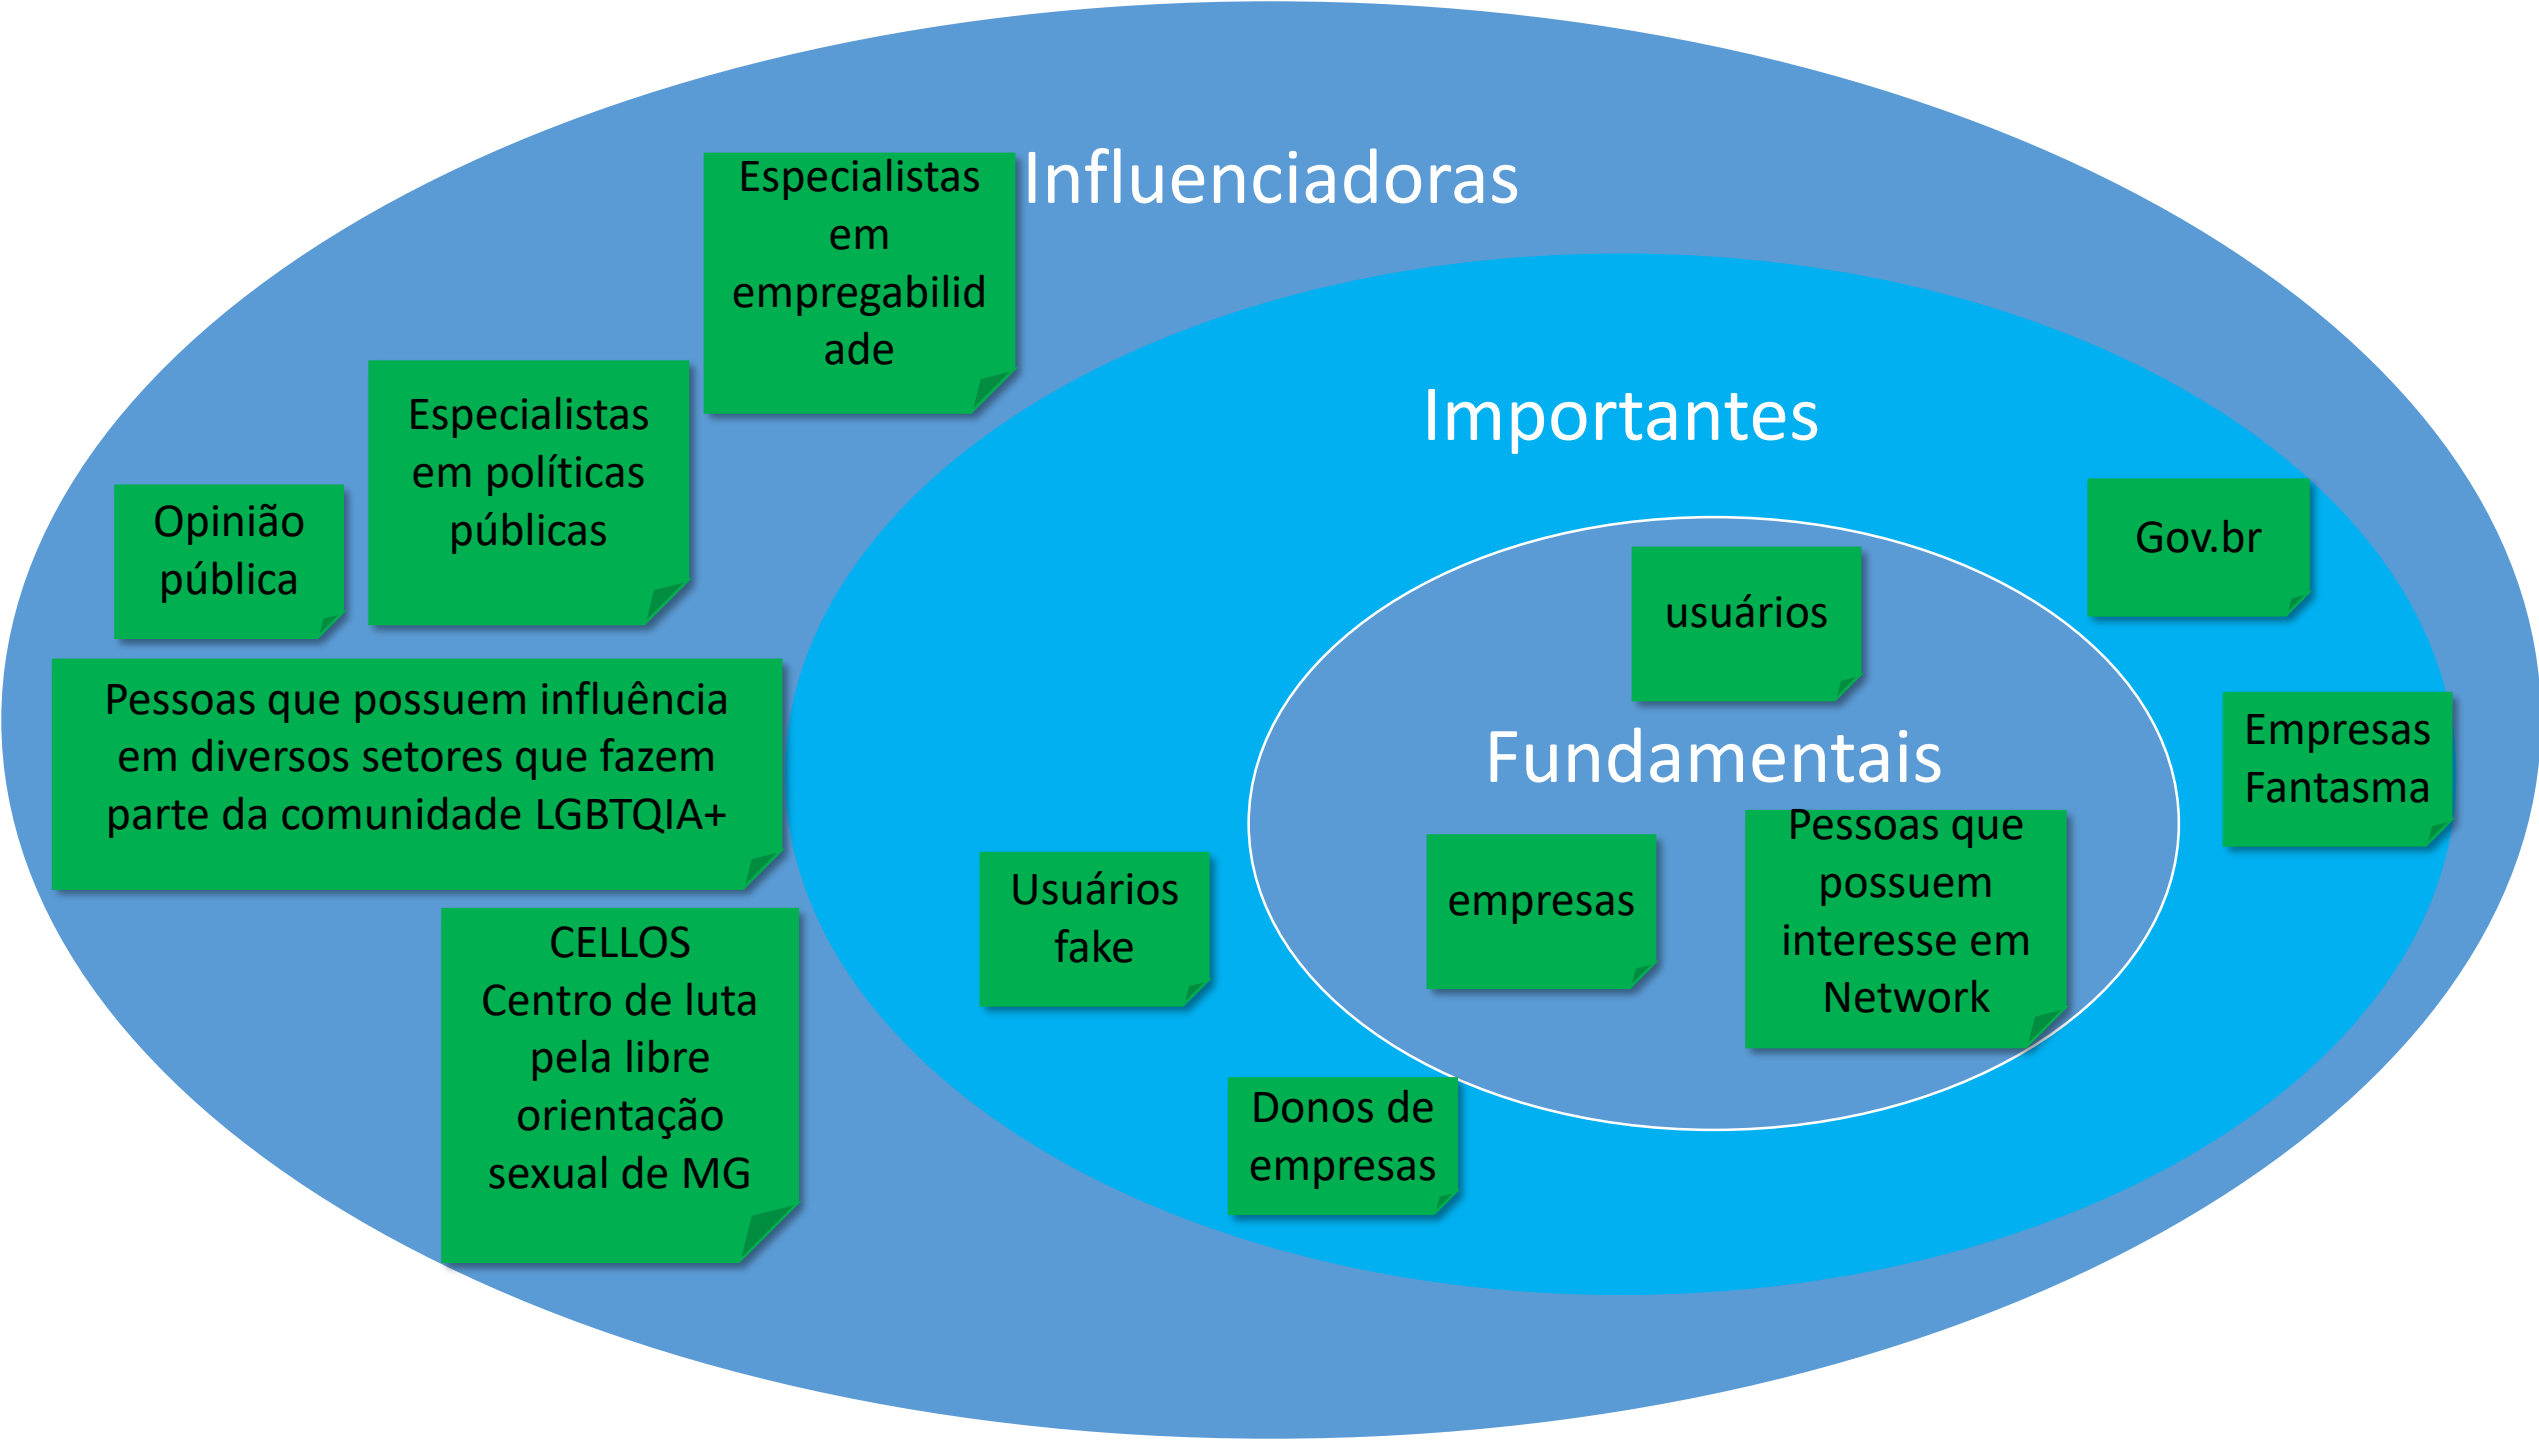 Influenciadoras
Especialistas
em
empregabilid
ade
Especialistas
em políticas
públicas
Opinião
pública
Pessoas que possuem influência
em diversos setores que fazem
parte da comunidade LGBTQIA+
CELLOS
Centro de luta
pela libre
orientação
sexual de MG
Importantes
Gov.br
Empresas
Fantasma
Usuários
fake
Donos de
empresas
usuários
Fundamentais
empresas
Pessoas que
possuem
interesse em
Network